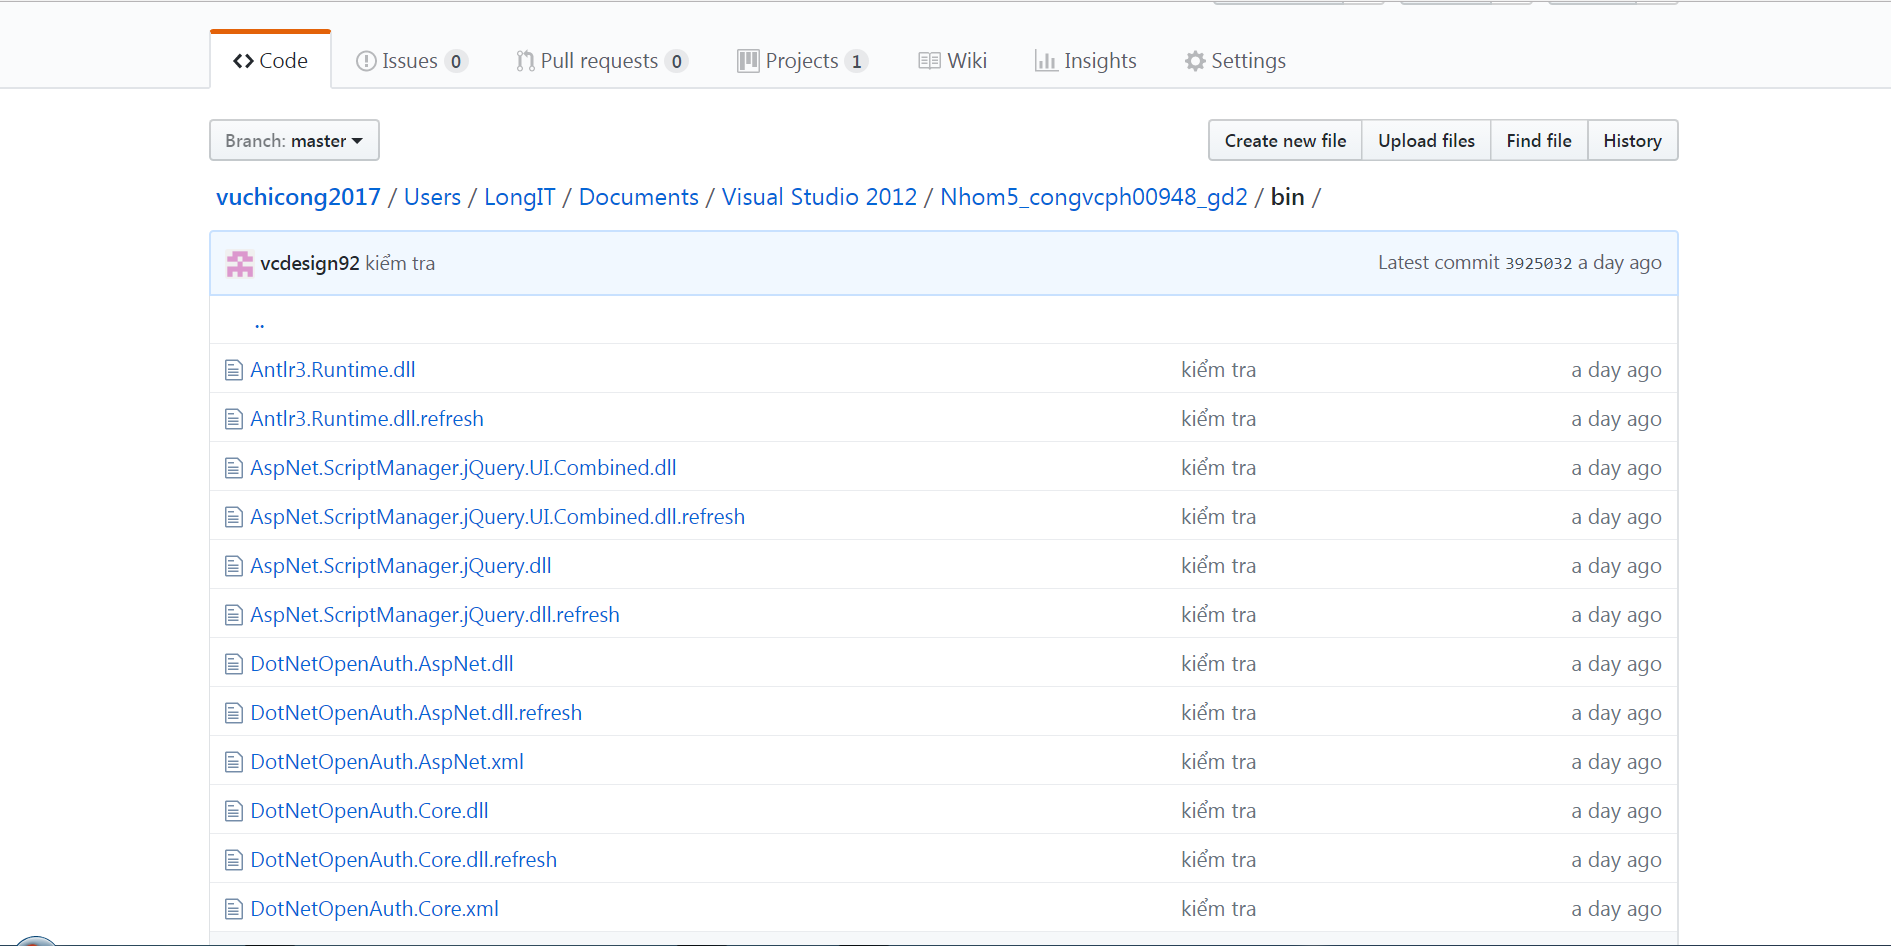 Code Issues 0 Pull requests 0 Projects 1 Wiki Insights Settings
Branch: master Create new file Upload files Find file History
vuchicong2017 / Users / LongIT / Documents / Visual Studio 2012 / Nhom5_congvcph00948_gd2 / bin /
vcdesign92 kiểm tra Latest commit 3925032 a day ago
..
Antlr3.Runtime.dll kiểm tra a day ago
Antlr3.Runtime.dll.refresh kiểm tra a day ago
AspNet.ScriptManager.jQuery.UI.Combined.dll kiểm tra a day ago
AspNet.ScriptManager.jQuery.UI.Combined.dll.refresh kiểm tra a day ago
AspNet.ScriptManager.jQuery.dll kiểm tra a day ago
AspNet.ScriptManager.jQuery.dll.refresh kiểm tra a day ago
DotNetOpenAuth.AspNet.dll kiểm tra a day ago
DotNetOpenAuth.AspNet.dll.refresh kiểm tra a day ago
DotNetOpenAuth.AspNet.xml kiểm tra a day ago
DotNetOpenAuth.Core.dll kiểm tra a day ago
DotNetOpenAuth.Core.dll.refresh kiểm tra a day ago
DotNetOpenAuth.Core.xml kiểm tra a day ago